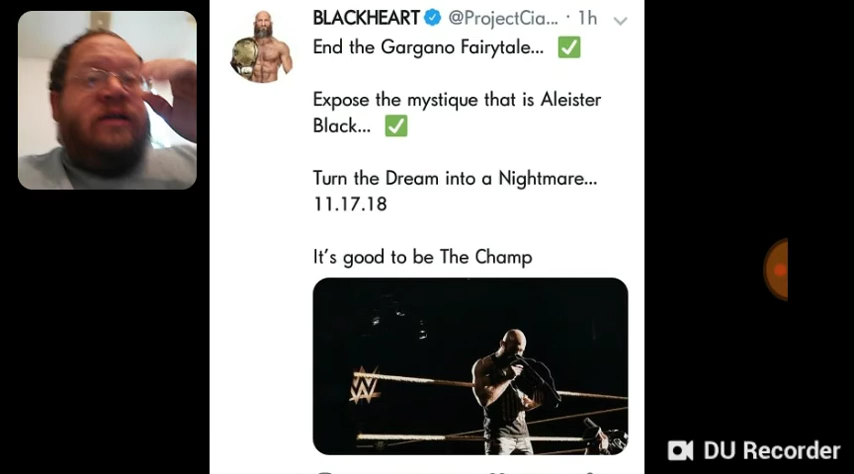 BLACKHEART @ProjectCia... · 1h
End the Gargano Fairytale... ✅
Expose the mystique that is Aleister
Black... ✅
Turn the Dream into a Nightmare...
11.17.18
It's good to be The Champ
W
DU Recorder